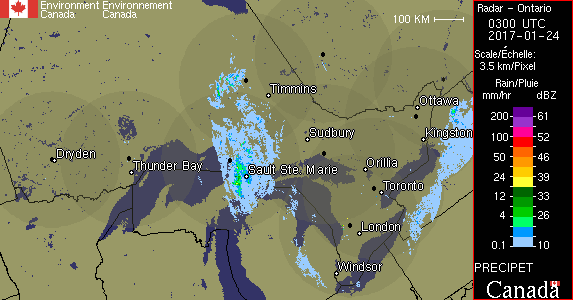 Environment Environnement
Canada Canada
100 KM
Timmins
Ottawa
Sudbury
Kingston
Dryden
Thunder Bay
Sault Ste. Marie
Orillia
Toronto
London
Windsor
Radar - Ontario
0300 UTC
2017-01-24
Scale/Échelle:
3.5 km/Pixel
Rain/Pluie
mm/hr dBZ
200 61
100 52
50 46
24 39
12 33
4 26
0.1 10
PRECIPET
Canada